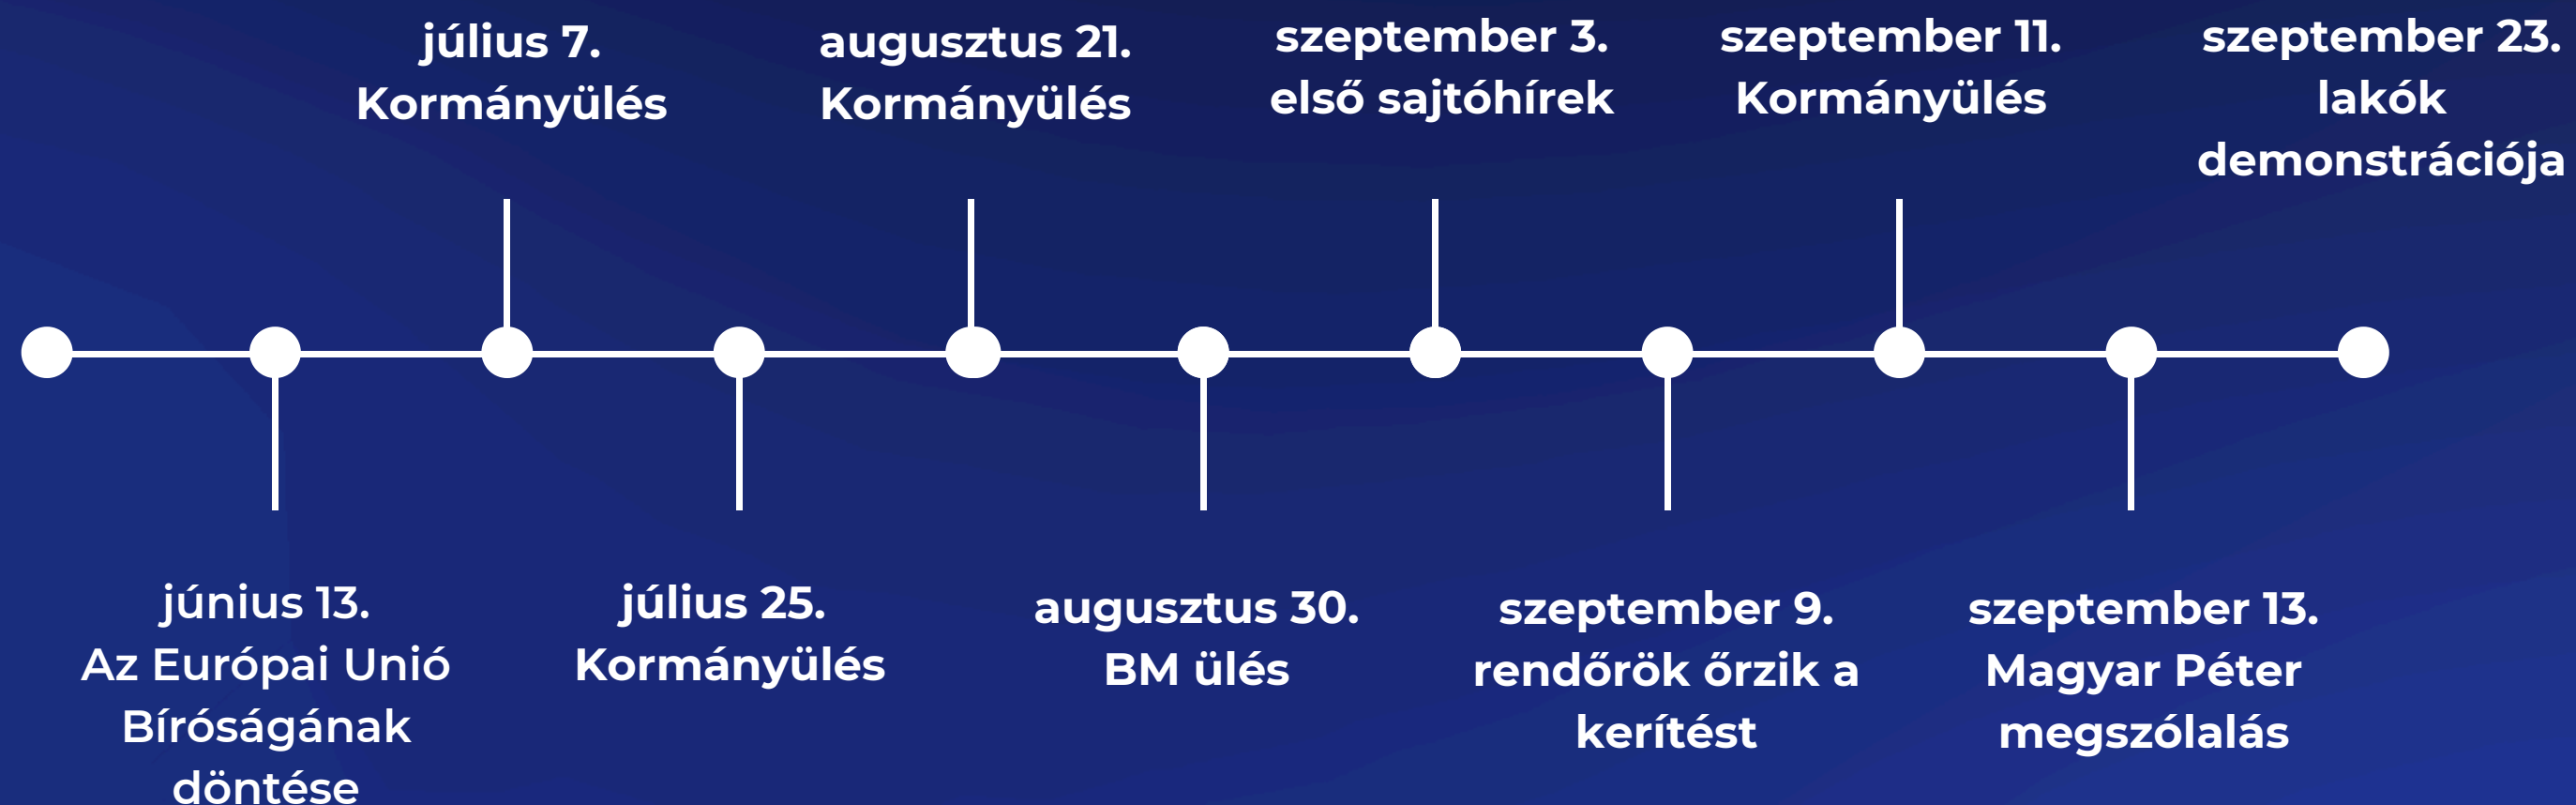 július 7.
Kormányülés
augusztus 21.
Kormányülés
szeptember 3.
első sajtóhírek
szeptember 11.
Kormányülés
szeptember 23.
lakók
demonstrációja
június 13.
Az Európai Unió
Bíróságának
döntése
július 25.
Kormányülés
augusztus 30.
BM ülés
szeptember 9.
rendőrök őrzik a
kerítést
szeptember 13.
Magyar Péter
megszólalás